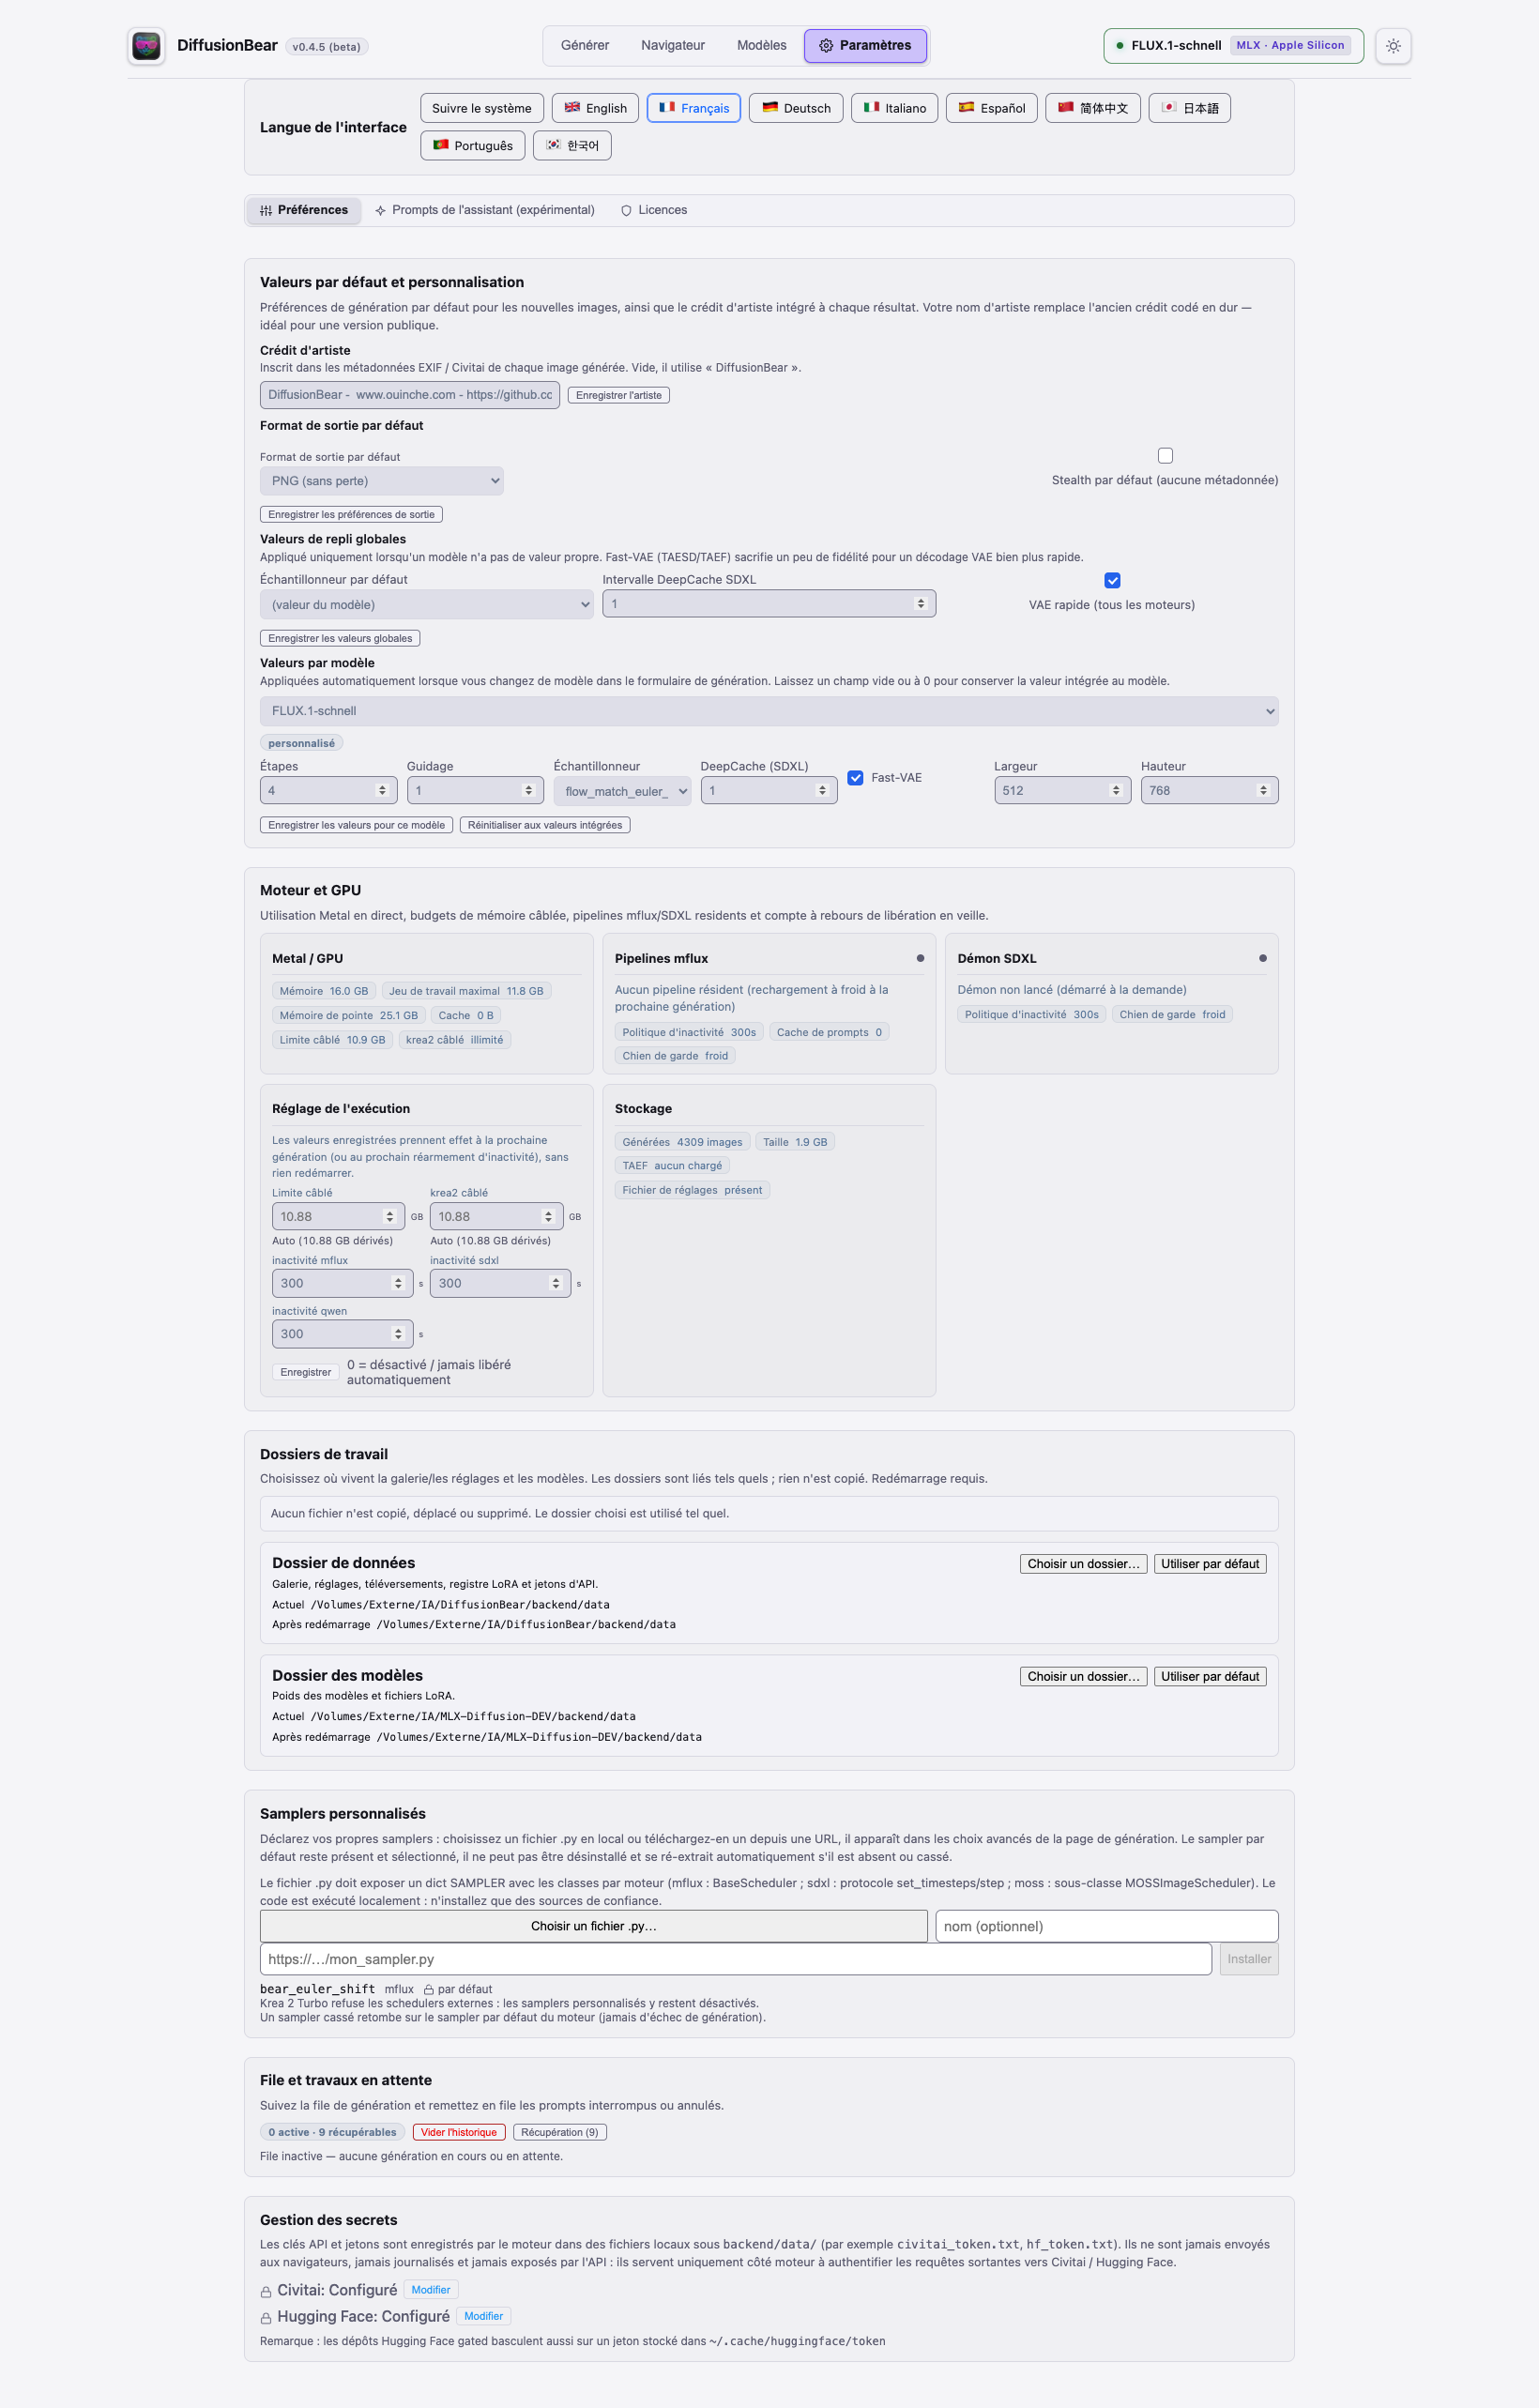 DiffusionBear v0.4.5 (beta)
Générer Navigateur Modèles Paramètres
FLUX.1-schnell MLX · Apple Silicon
Langue de l'interface
Suivre le système English Français Deutsch Italiano Español 简体中文 日本語
Português 한국어
Préférences Prompts de l'assistant (expérimental) Licences
Valeurs par défaut et personnalisation
Préférences de génération par défaut pour les nouvelles images, ainsi que le crédit d'artiste intégré à chaque résultat. Votre nom d'artiste remplace l'ancien crédit codé en dur —
idéal pour une version publique.
Crédit d'artiste
Inscrit dans les métadonnées EXIF / Civitai de chaque image générée. Vide, il utilise « DiffusionBear ».
DiffusionBear - www.ouinche.com - https://github.cc Enregistrer l'artiste
Format de sortie par défaut
Format de sortie par défaut
PNG (sans perte)
Stealth par défaut (aucune métadonnée)
Enregistrer les préférences de sortie
Valeurs de repli globales
Appliqué uniquement lorsqu'un modèle n'a pas de valeur propre. Fast-VAE (TAESD/TAEF) sacrifie un peu de fidélité pour un décodage VAE bien plus rapide.
Échantillonneur par défaut Intervalle DeepCache SDXL
(valeur du modèle) 1 VAE rapide (tous les moteurs)
Enregistrer les valeurs globales
Valeurs par modèle
Appliquées automatiquement lorsque vous changez de modèle dans le formulaire de génération. Laissez un champ vide ou à 0 pour conserver la valeur intégrée au modèle.
FLUX.1-schnell
personnalisé
Étapes Guidage Échantillonneur DeepCache (SDXL) Fast-VAE Largeur Hauteur
4 1 flow_match_euler_ 1 512 768
Enregistrer les valeurs pour ce modèle Réinitialiser aux valeurs intégrées
Moteur et GPU
Utilisation Metal en direct, budgets de mémoire câblée, pipelines mflux/SDXL residents et compte à rebours de libération en veille.
Metal / GPU
Mémoire 16.0 GB Jeu de travail maximal 11.8 GB
Mémoire de pointe 25.1 GB Cache 0 B
Limite câblé 10.9 GB krea2 câblé illimité
Pipelines mflux
Aucun pipeline résident (rechargement à froid à la
prochaine génération)
Politique d'inactivité 300s Cache de prompts 0
Chien de garde froid
Démon SDXL
Démon non lancé (démarré à la demande)
Politique d'inactivité 300s Chien de garde froid
Réglage de l'exécution
Les valeurs enregistrées prennent effet à la prochaine
génération (ou au prochain réarmement d'inactivité), sans
rien redémarrer.
Limite câblé krea2 câblé
10.88 GB 10.88 GB
Auto (10.88 GB dérivés) Auto (10.88 GB dérivés)
inactivité mflux inactivité sdxl
300 s 300 s
inactivité qwen
300 s
Enregistrer 0 = désactivé / jamais libéré
automatiquement
Stockage
Générées 4309 images Taille 1.9 GB
TAEF aucun chargé
Fichier de réglages présent
Dossiers de travail
Choisissez où vivent la galerie/les réglages et les modèles. Les dossiers sont liés tels quels ; rien n'est copié. Redémarrage requis.
Aucun fichier n'est copié, déplacé ou supprimé. Le dossier choisi est utilisé tel quel.
Dossier de données Choisir un dossier… Utiliser par défaut
Galerie, réglages, téléversements, registre LoRA et jetons d'API.
Actuel /Volumes/Externe/IA/DiffusionBear/backend/data
Après redémarrage /Volumes/Externe/IA/DiffusionBear/backend/data
Dossier des modèles Choisir un dossier… Utiliser par défaut
Poids des modèles et fichiers LoRA.
Actuel /Volumes/Externe/IA/MLX-Diffusion-DEV/backend/data
Après redémarrage /Volumes/Externe/IA/MLX-Diffusion-DEV/backend/data
Samplers personnalisés
Déclarez vos propres samplers : choisissez un fichier .py en local ou téléchargez-en un depuis une URL, il apparaît dans les choix avancés de la page de génération. Le sampler par
défaut reste présent et sélectionné, il ne peut pas être désinstallé et se ré-extrait automatiquement s'il est absent ou cassé.
Le fichier .py doit exposer un dict SAMPLER avec les classes par moteur (mflux : BaseScheduler ; sdxl : protocole set_timesteps/step ; moss : sous-classe MOSSImageScheduler). Le
code est exécuté localement : n'installez que des sources de confiance.
Choisir un fichier .py… nom (optionnel)
https://…/mon_sampler.py Installer
bear_euler_shift mflux par défaut
Krea 2 Turbo refuse les schedulers externes : les samplers personnalisés y restent désactivés.
Un sampler cassé retombe sur le sampler par défaut du moteur (jamais d'échec de génération).
File et travaux en attente
Suivez la file de génération et remettez en file les prompts interrompus ou annulés.
0 active · 9 récupérables Vider l'historique Récupération (9)
File inactive — aucune génération en cours ou en attente.
Gestion des secrets
Les clés API et jetons sont enregistrés par le moteur dans des fichiers locaux sous backend/data/ (par exemple civitai_token.txt, hf_token.txt). Ils ne sont jamais envoyés
aux navigateurs, jamais journalisés et jamais exposés par l'API : ils servent uniquement côté moteur à authentifier les requêtes sortantes vers Civitai / Hugging Face.
Civitai: Configuré Modifier
Hugging Face: Configuré Modifier
Remarque : les dépôts Hugging Face gated basculent aussi sur un jeton stocké dans ~/.cache/huggingface/token